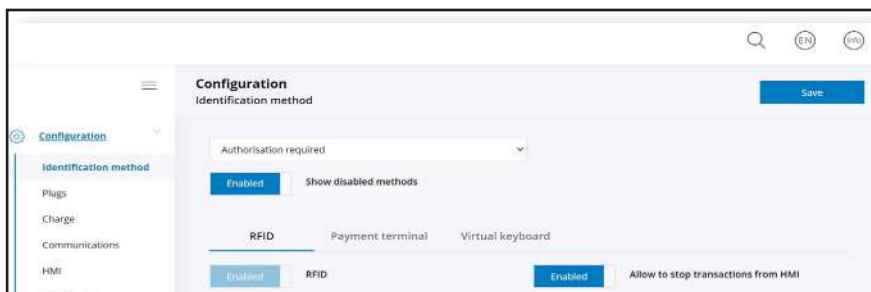 EN
Info
Configuration
Identification method
Save
Configuration
Identification method
Plugs
Charge
Communications
HMI
Authorisation required
Enabled Show disabled methods
RFID Payment terminal Virtual keyboard
Enabled RFID Enabled Allow to stop transactions from HMI